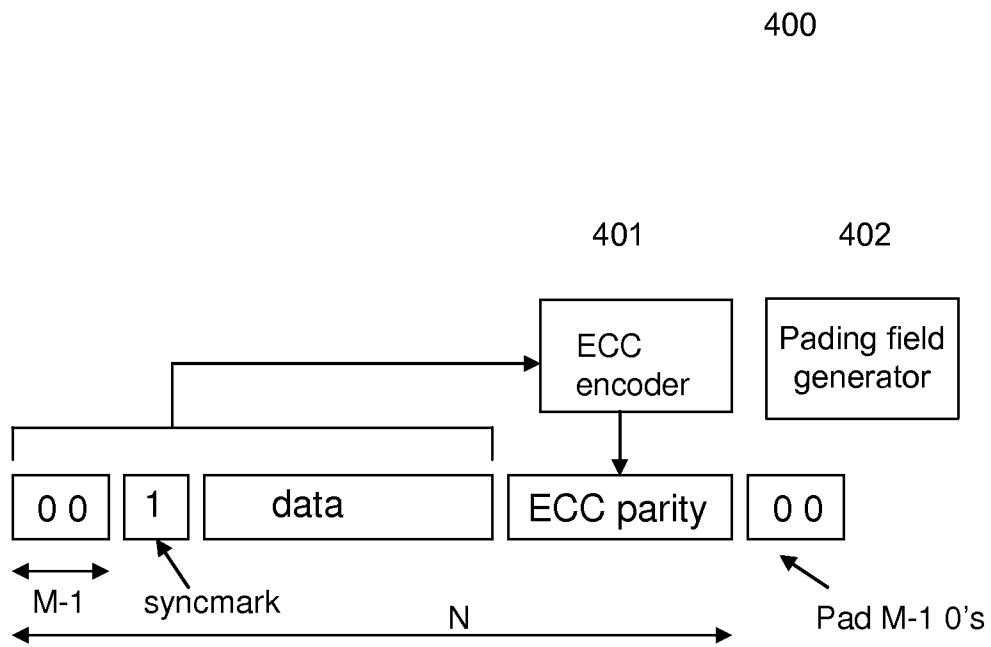 400
401
402
ECC
encoder
Pading field
generator
0 0
1
data
ECC parity
0 0
M-1
syncmark
N
Pad M-1 0's